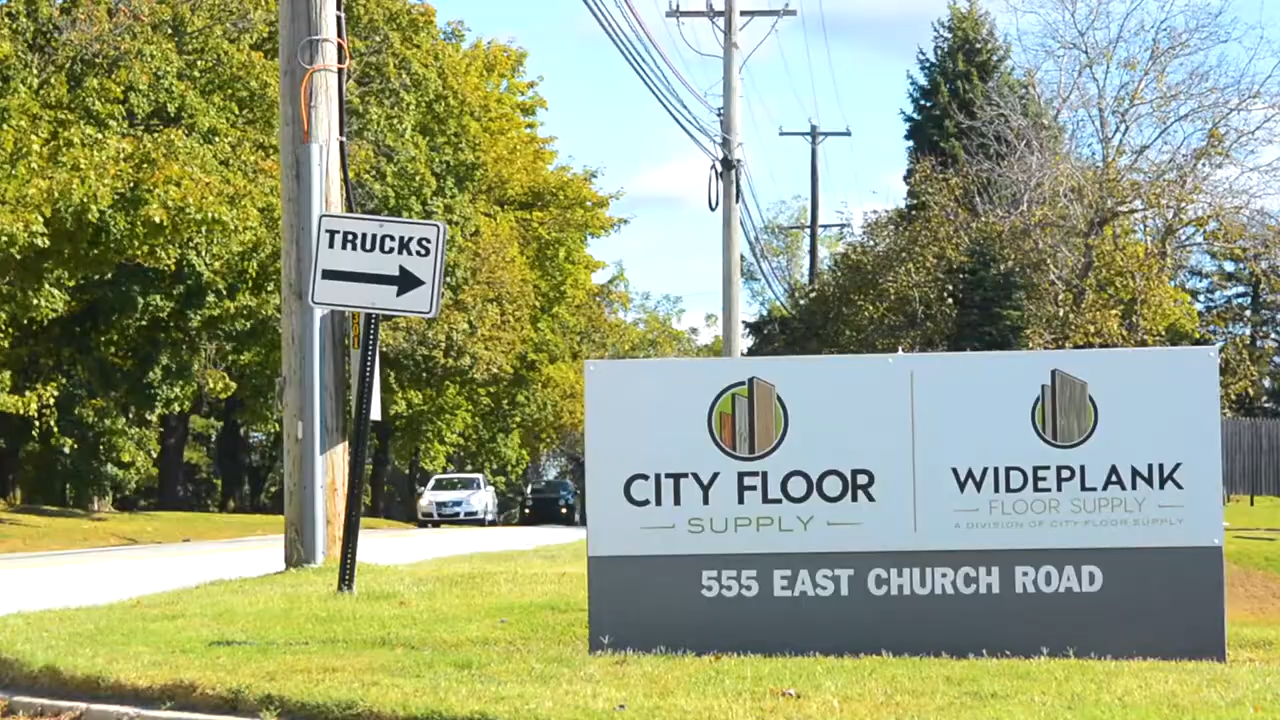 TRUCKS
CITY FLOOR
SUPPLY
WIDEPLANK
FLOOR SUPPLY
A DIVISION OF CITY FLOOR SUPPLY
555 EAST CHURCH ROAD